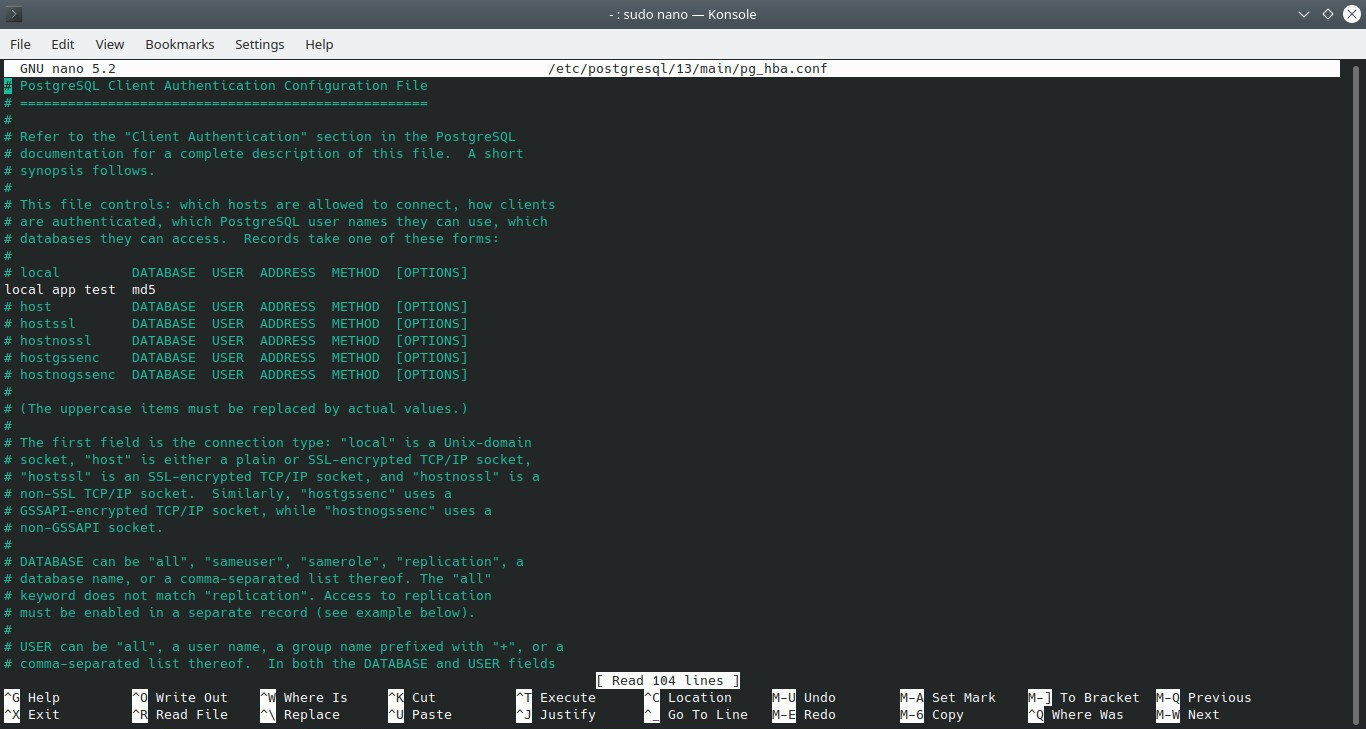 - : sudo nano — Konsole
File Edit View Bookmarks Settings Help
GNU nano 5.2 /etc/postgresql/13/main/pg_hba.conf
# PostgreSQL Client Authentication Configuration File
# ===================================================
#
# Refer to the "Client Authentication" section in the PostgreSQL
# documentation for a complete description of this file.  A short
# synopsis follows.
#
# This file controls: which hosts are allowed to connect, how clients
# are authenticated, which PostgreSQL user names they can use, which
# databases they can access.  Records take one of these forms:
#
# local         DATABASE  USER  ADDRESS  METHOD  [OPTIONS]
local app test  md5
# host          DATABASE  USER  ADDRESS  METHOD  [OPTIONS]
# hostssl       DATABASE  USER  ADDRESS  METHOD  [OPTIONS]
# hostnossl     DATABASE  USER  ADDRESS  METHOD  [OPTIONS]
# hostgssenc    DATABASE  USER  ADDRESS  METHOD  [OPTIONS]
# hostnogssenc  DATABASE  USER  ADDRESS  METHOD  [OPTIONS]
#
# (The uppercase items must be replaced by actual values.)
#
# The first field is the connection type: "local" is a Unix-domain
# socket, "host" is either a plain or SSL-encrypted TCP/IP socket,
# "hostssl" is an SSL-encrypted TCP/IP socket, and "hostnossl" is a
# non-SSL TCP/IP socket.  Similarly, "hostgssenc" uses a
# GSSAPI-encrypted TCP/IP socket, while "hostnogssenc" uses a
# non-GSSAPI socket.
#
# DATABASE can be "all", "sameuser", "samerole", "replication", a
# database name, or a comma-separated list thereof. The "all"
# keyword does not match "replication". Access to replication
# must be enabled in a separate record (see example below).
#
# USER can be "all", a user name, a group name prefixed with "+", or a
# comma-separated list thereof.  In both the DATABASE and USER fields
[ Read 104 lines ]
^G Help ^O Write Out ^W Where Is ^K Cut ^T Execute ^C Location M-U Undo M-A Set Mark M-] To Bracket M-Q Previous
^X Exit ^R Read File ^\ Replace ^U Paste ^J Justify ^_ Go To Line M-E Redo M-6 Copy ^Q Where Was M-W Next